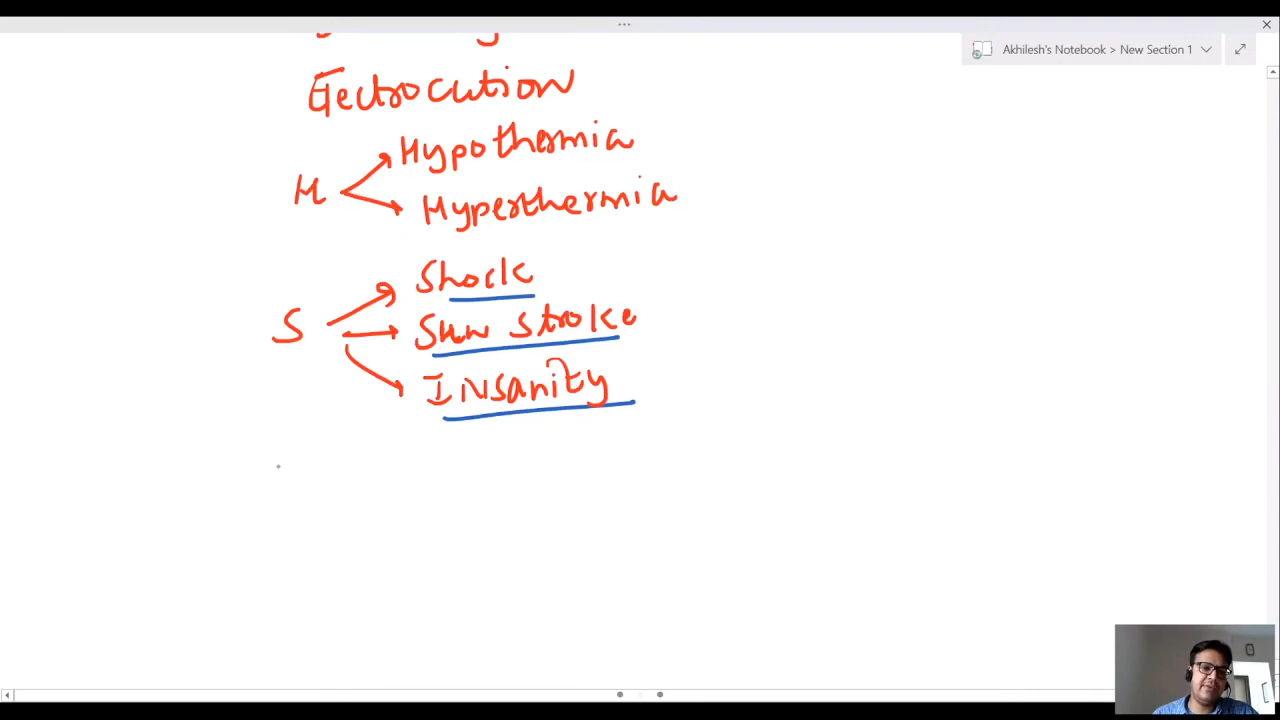 Akhilesh's Notebook > New Section 1
Electrocution
H
Hypothermia
Hyperthermia
S
Shock
Sun Stroke
INsanity